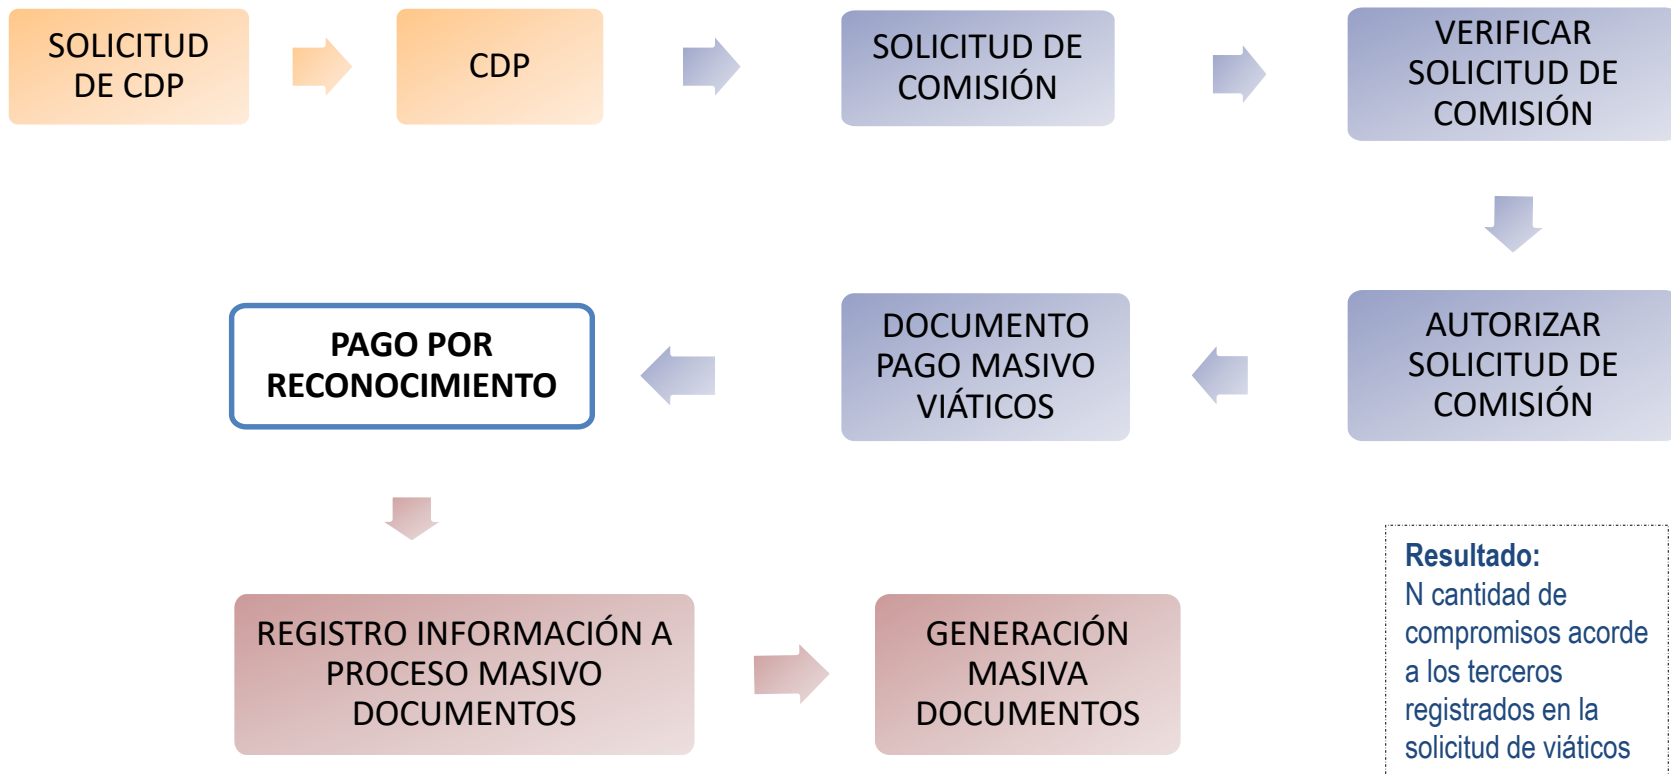 SOLICITUD
DE CDP
CDP
SOLICITUD DE
COMISIÓN
VERIFICAR
SOLICITUD DE
COMISIÓN
AUTORIZAR
SOLICITUD DE
COMISIÓN
DOCUMENTO
PAGO MASIVO
VIÁTICOS
PAGO POR
RECONOCIMIENTO
REGISTRO INFORMACIÓN A
PROCESO MASIVO
DOCUMENTOS
GENERACIÓN
MASIVA
DOCUMENTOS
Resultado:
N cantidad de
compromisos acorde
a los terceros
registrados en la
solicitud de viáticos